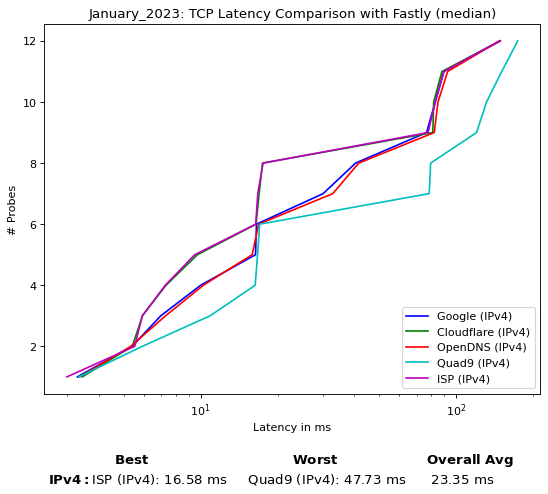 January_2023: TCP Latency Comparison with Fastly (median)
12
10
8
6
4
2
# Probes
10¹
10²
Latency in ms
Google (IPv4)
Cloudflare (IPv4)
OpenDNS (IPv4)
Quad9 (IPv4)
ISP (IPv4)
Best Worst Overall Avg
IPv4: ISP (IPv4): 16.58 ms Quad9 (IPv4): 47.73 ms 23.35 ms